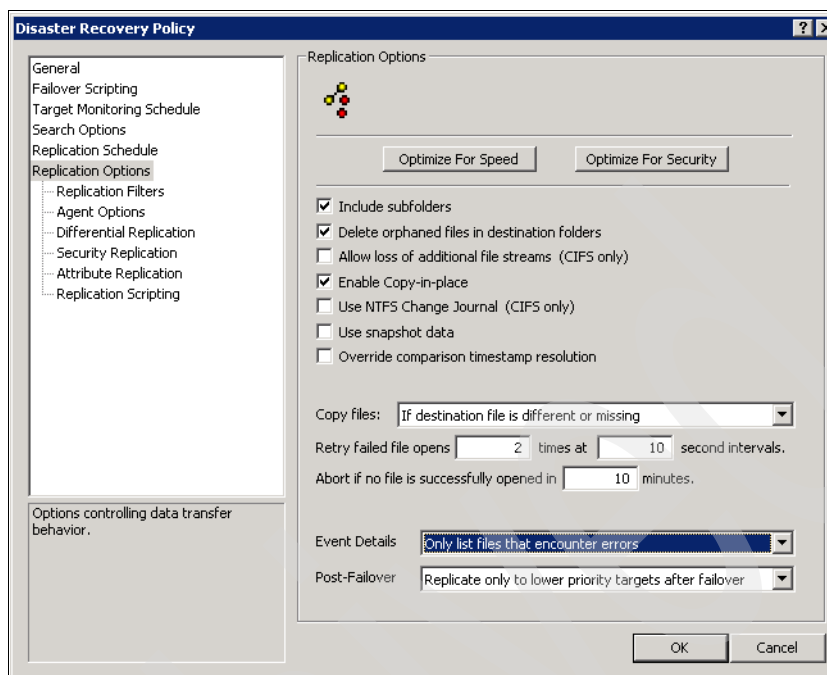 Disaster Recovery Policy
General
Failover Scripting
Target Monitoring Schedule
Search Options
Replication Schedule
Replication Options
Replication Filters
Agent Options
Differential Replication
Security Replication
Attribute Replication
Replication Scripting
Options controlling data transfer
behavior.
Replication Options
Optimize For Speed Optimize For Security
Include subfolders
Delete orphaned files in destination folders
Allow loss of additional file streams (CIFS only)
Enable Copy-in-place
Use NTFS Change Journal (CIFS only)
Use snapshot data
Override comparison timestamp resolution
Copy files: If destination file is different or missing
Retry failed file opens 2 times at 10 second intervals.
Abort if no file is successfully opened in 10 minutes.
Event Details Only list files that encounter errors
Post-Failover Replicate only to lower priority targets after failover
OK Cancel